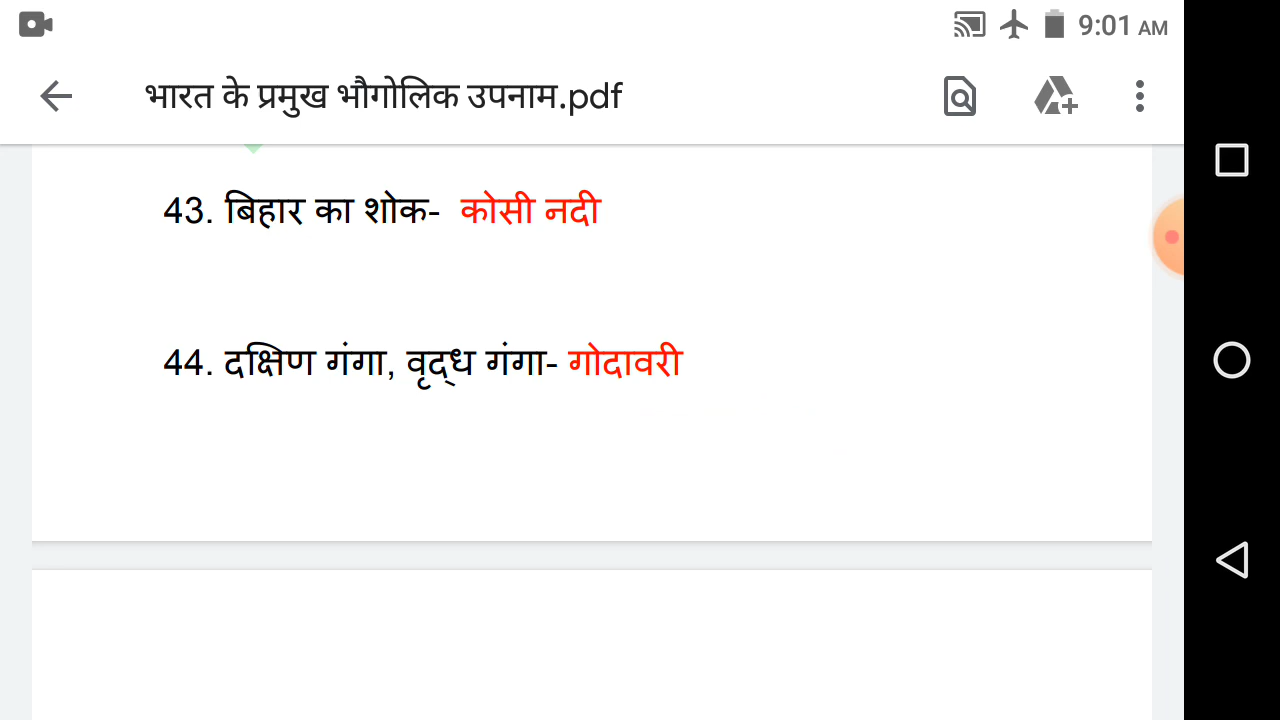 9:01 AM
भारत के प्रमुख भौगोलिक उपनाम.pdf
43. बिहार का शोक- कोसी नदी
44. दक्षिण गंगा, वृद्ध गंगा- गोदावरी